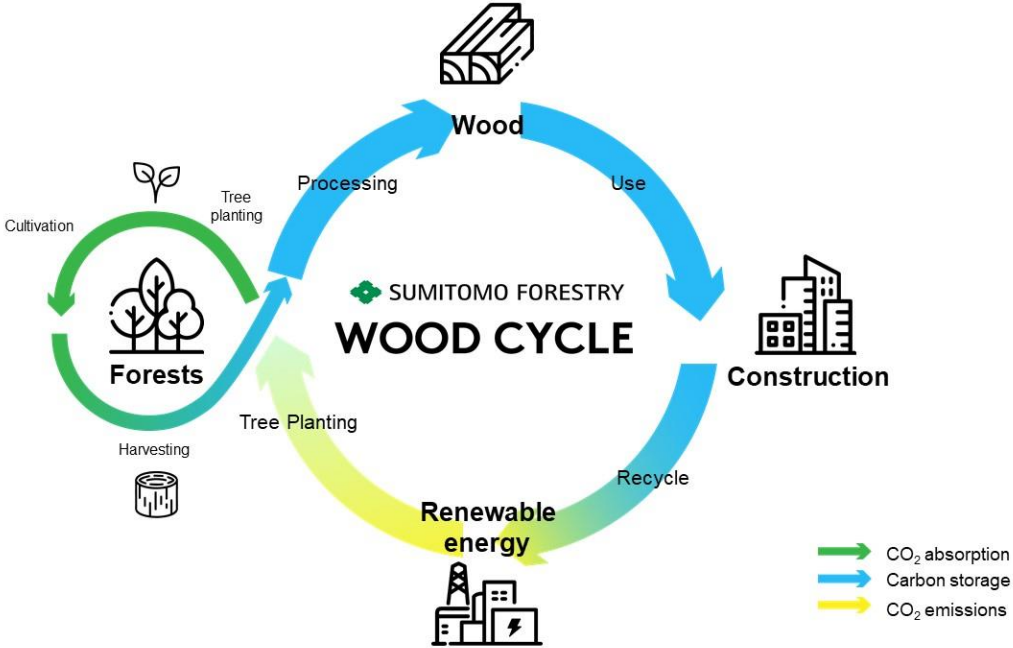 Wood
Processing
Use
Tree
planting
Cultivation
SUMITOMO FORESTRY
WOOD CYCLE
Forests
Construction
Tree Planting
Harvesting
Recycle
Renewable
energy
CO₂ absorption
Carbon storage
CO₂ emissions